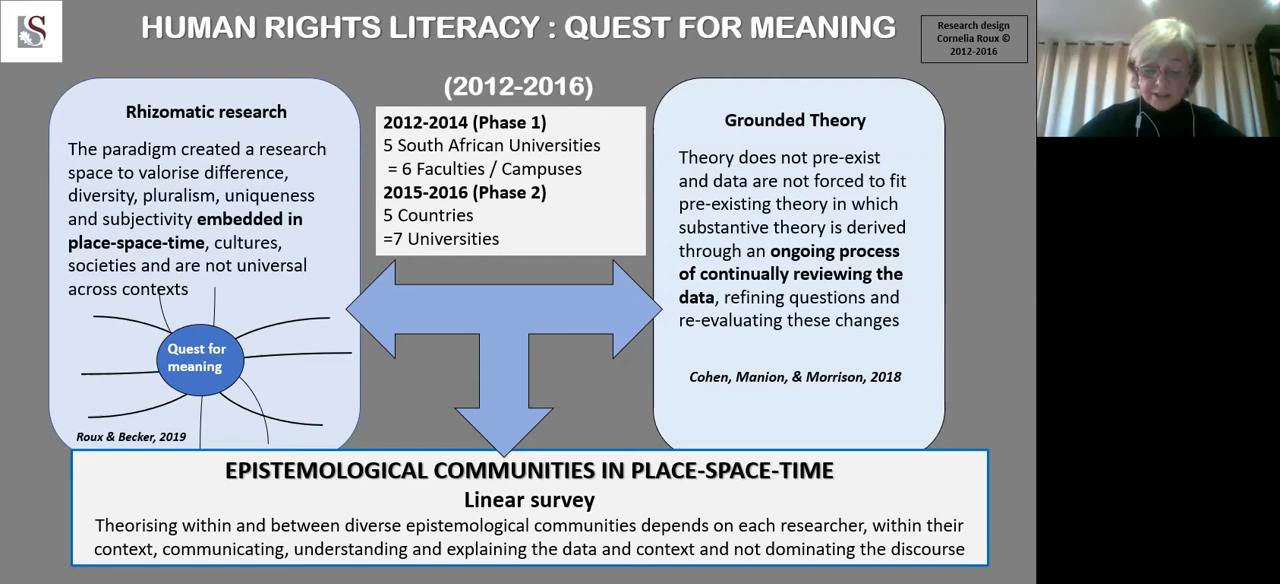 S
HUMAN RIGHTS LITERACY : QUEST FOR MEANING
(2012-2016)
Research design
Cornelia Roux ©
2012-2016
Rhizomatic research
The paradigm created a research
space to valorise difference,
diversity, pluralism, uniqueness
and subjectivity embedded in
place-space-time, cultures,
societies and are not universal
across contexts
Quest for
meaning
Roux & Becker, 2019
2012-2014 (Phase 1)
5 South African Universities
= 6 Faculties / Campuses
2015-2016 (Phase 2)
5 Countries
=7 Universities
Grounded Theory
Theory does not pre-exist
and data are not forced to fit
pre-existing theory in which
substantive theory is derived
through an ongoing process
of continually reviewing the
data, refining questions and
re-evaluating these changes
Cohen, Manion, & Morrison, 2018
EPISTEMOLOGICAL COMMUNITIES IN PLACE-SPACE-TIME
Linear survey
Theorising within and between diverse epistemological communities depends on each researcher, within their
context, communicating, understanding and explaining the data and context and not dominating the discourse